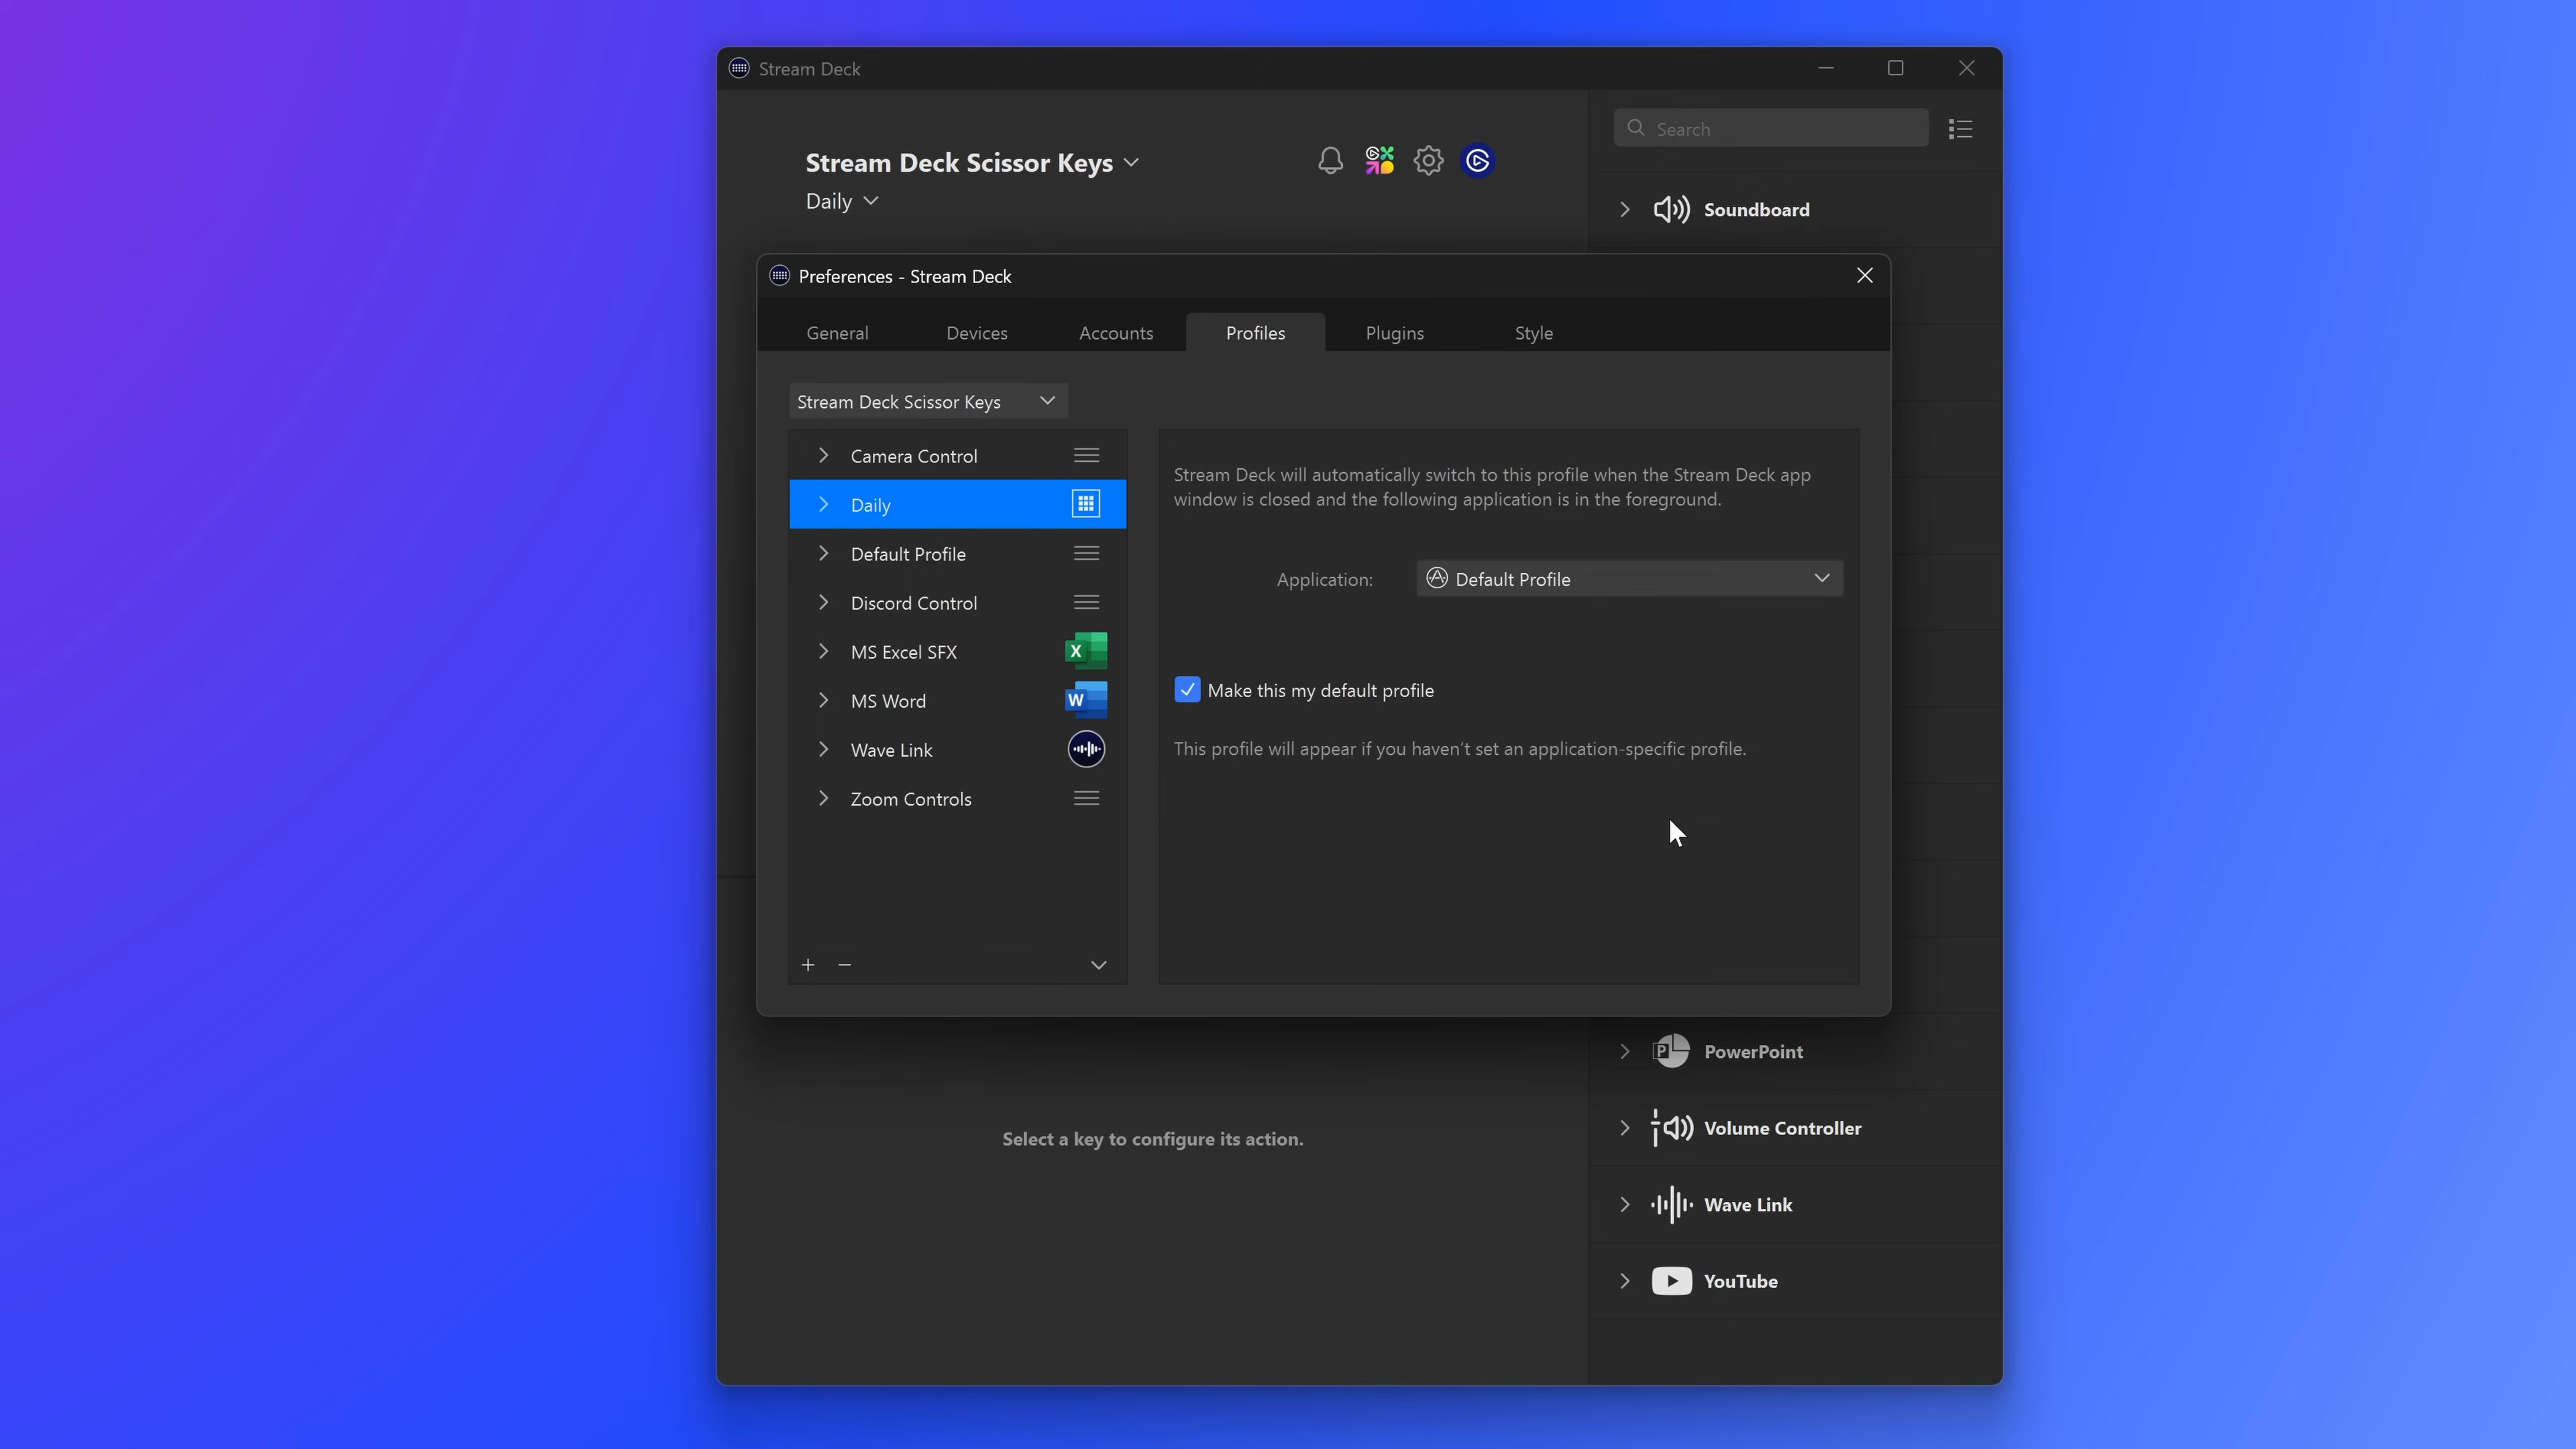 Stream Deck
Search
Stream Deck Scissor Keys
Daily
Soundboard
Preferences - Stream Deck
General
Devices
Accounts
Profiles
Plugins
Style
Stream Deck Scissor Keys
Camera Control
Daily
Default Profile
Discord Control
MS Excel SFX
X
MS Word
W
Wave Link
Zoom Controls
Stream Deck will automatically switch to this profile when the Stream Deck app
window is closed and the following application is in the foreground.
Application:
Default Profile
Make this my default profile
This profile will appear if you haven't set an application-specific profile.
Select a key to configure its action.
P
PowerPoint
Volume Controller
Wave Link
YouTube